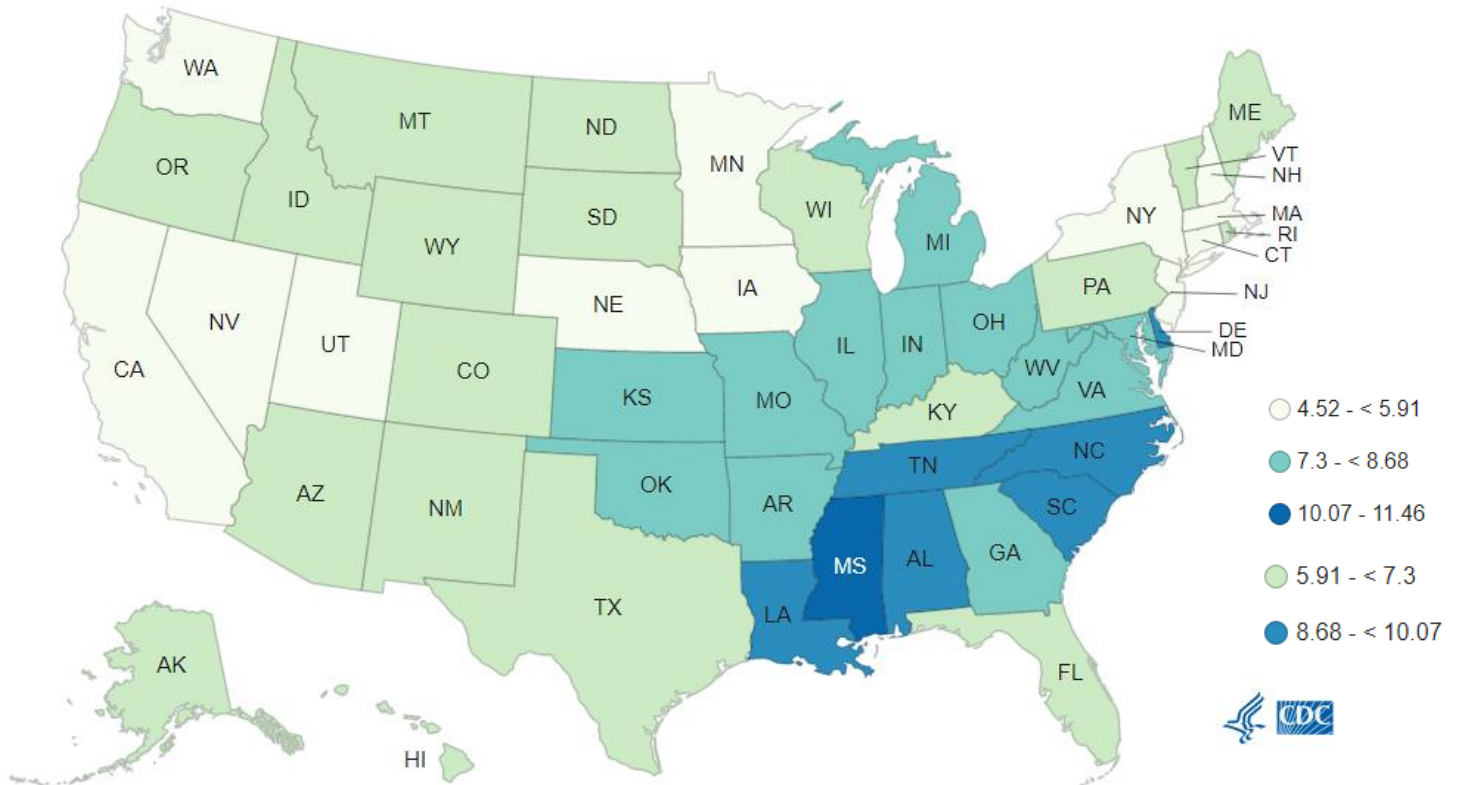 WA
MT
ND
ME
OR
ID
MN
VT
NH
SD
WI
NY
MA
RI
CT
WY
MI
PA
NJ
NE
IA
NV
UT
OH
DE
MD
CA
CO
IL
IN
WV
VA
KS
MO
KY
4.52 - < 5.91
AZ
NM
OK
AR
TN
NC
7.3 - < 8.68
SC
10.07 - 11.46
MS
AL
GA
TX
LA
5.91 - < 7.3
8.68 - < 10.07
AK
FL
HI
CDC